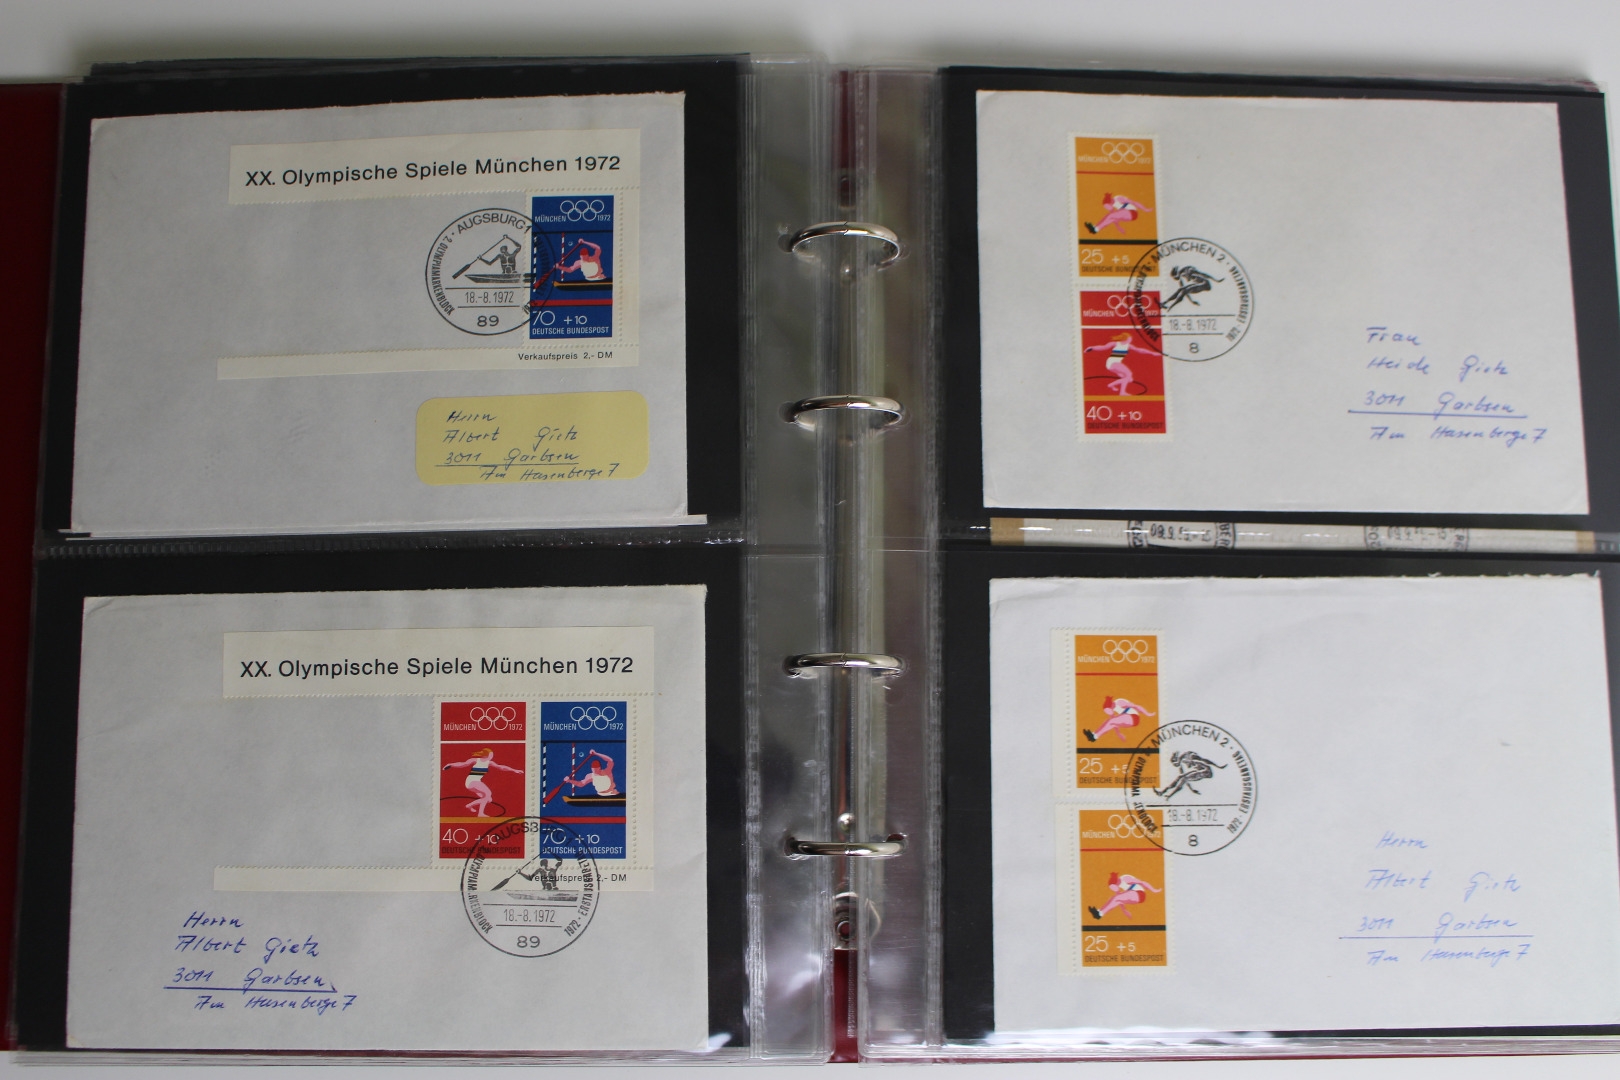 XX. Olympische Spiele München 1972
MÜNCHEN 1972
70 +10
DEUTSCHE BUNDESPOST
AUGSBURG 1
2. OLYMPIAMARKENBLOCK
18.-8.1972
89
Verkaufspreis 2,- DM
Herrn
Albert Gietz
3011 Garbsen
Am Hasenberge 7
XX. Olympische Spiele München 1972
MÜNCHEN 1972
40 +10
DEUTSCHE BUNDESPOST
MÜNCHEN 1972
70 +10
DEUTSCHE BUNDESPOST
Verkaufspreis 2,- DM
18.-8.1972
89
Herrn
Albert Gietz
3011 Garbsen
Am Hasenberge 7
MÜNCHEN 1972
25 +5
DEUTSCHE BUNDESPOST
MÜNCHEN
40 +10
DEUTSCHE BUNDESPOST
MÜNCHEN 2
18.-8.1972
8
Frau
Heide Gietz
3011 Garbsen
Am Hasenberge 7
MÜNCHEN 1972
25 +5
DEUTSCHE BUNDESPOST
MÜNCHEN 2
18.-8.1972
8
MÜNCHEN
25 +5
DEUTSCHE BUNDESPOST
Herrn
Albert Gietz
3011 Garbsen
Am Hasenberge 7